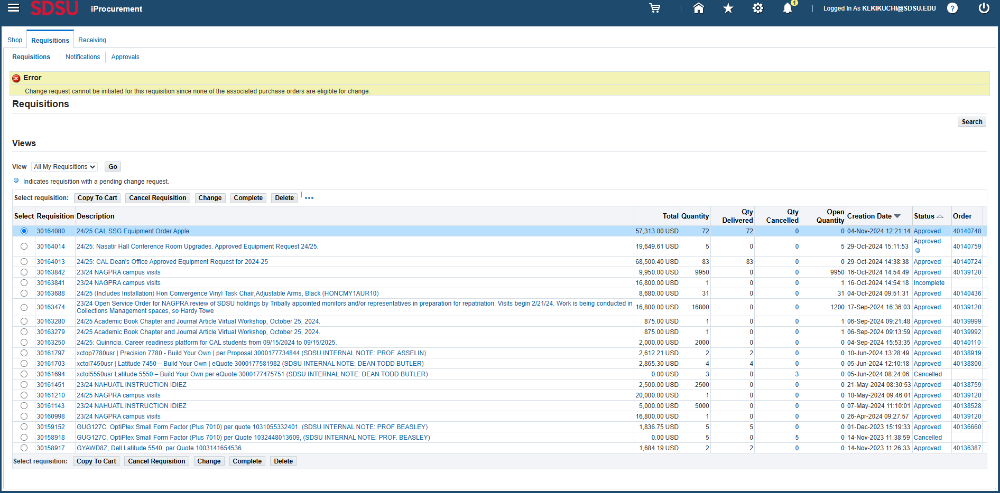 SDSU iProcurement 1 Logged In As KLKIKUCHI@SDSU.EDU ?
Shop Requisitions Receiving
Requisitions Notifications Approvals
Error
Change request cannot be initiated for this requisition since none of the associated purchase orders are eligible for change.
Requisitions
Search
Views
View All My Requisitions Go
Indicates requisition with a pending change request.
Select requisition: Copy To Cart Cancel Requisition Change Complete Delete
Select Requisition Description Total Quantity Qty Delivered Qty Cancelled Open Quantity Creation Date Status Order
30164080 24/25 CAL SSG Equipment Order Apple 57,313.00 USD 72 72 0 0 04-Nov-2024 12:21:14 Approved 40140748
30164014 24/25: Nasatir Hall Conference Room Upgrades. Approved Equipment Request 24/25. 19,649.61 USD 5 0 0 5 29-Oct-2024 15:11:53 Approved 40140759
30164013 24/25: CAL Dean's Office Approved Equipment Request for 2024-25 68,500.40 USD 83 83 0 0 29-Oct-2024 14:38:38 Approved 40140724
30163842 23/24 NAGPRA campus visits 9,950.00 USD 9950 0 0 9950 16-Oct-2024 14:54:49 Approved 40139120
30163841 23/24 NAGPRA campus visits 16,800.00 USD 1 0 0 1 16-Oct-2024 14:54:18 Incomplete
30163688 24/25 (Includes Installation) Hon Convergence Vinyl Task Chair,Adjustable Arms, Black (HONCMY1AUR10) 8,680.00 USD 31 0 0 31 04-Oct-2024 09:51:31 Approved 40140436
30163474 23/24 Open Service Order for NAGPRA review of SDSU holdings by Tribally appointed monitors and/or representatives in preparation for repatriation. Visits begin 2/21/24. Work is being conducted in
Collections Management spaces, so Hardy Towe 16,800.00 USD 16800 0 0 1200 17-Sep-2024 16:36:03 Approved 40139120
30163280 24/25 Academic Book Chapter and Journal Article Virtual Workshop, October 25, 2024. 875.00 USD 1 0 0 1 06-Sep-2024 09:21:48 Approved 40139999
30163279 24/25 Academic Book Chapter and Journal Article Virtual Workshop, October 25, 2024. 875.00 USD 1 0 0 1 06-Sep-2024 09:13:59 Approved 40139992
30163250 24/25: Quinncia. Career readiness platform for CAL students from 09/15/2024 to 09/15/2025. 2,000.00 USD 2000 0 0 0 04-Sep-2024 15:53:35 Approved 40140110
30161797 xctop7780usr | Precision 7780 - Build Your Own | per Proposal 3000177734844 (SDSU INTERNAL NOTE: PROF. ASSELIN) 2,612.21 USD 2 2 0 0 10-Jun-2024 13:28:49 Approved 40138919
30161703 xctol7450usr | Latitude 7450 – Build Your Own | eQuote 3000177581982 (SDSU INTERNAL NOTE: DEAN TODD BUTLER) 2,865.30 USD 4 4 0 0 05-Jun-2024 12:10:18 Approved 40138800
30161694 xctol5550usr Latitude 5550 – Build Your Own per eQuote 3000177475751 (SDSU INTERNAL NOTE: DEAN TODD BUTLER) 0.00 USD 3 0 3 0 05-Jun-2024 08:24:06 Cancelled
30161451 23/24 NAHUATL INSTRUCTION IDIEZ 2,500.00 USD 2500 0 0 0 21-May-2024 08:30:53 Approved 40138759
30161210 24/25 NAGPRA campus visits 20,000.00 USD 1 0 0 0 10-May-2024 09:46:01 Approved 40139120
30161143 23/24 NAHUATL INSTRUCTION IDIEZ 5,000.00 USD 5000 0 0 0 07-May-2024 11:10:01 Approved 40138528
30160998 23/24 NAGPRA campus visits 16,800.00 USD 1 0 0 0 26-Apr-2024 09:27:57 Approved 40139120
30159152 GUG127C. OptiPlex Small Form Factor (Plus 7010) per quote 1031055332401. (SDSU INTERNAL NOTE: PROF BEASLEY) 1,836.75 USD 5 5 0 0 01-Dec-2023 15:19:33 Approved 40136660
30158918 GUG127C, OptiPlex Small Form Factor (Plus 7010) per Quote 1032448013609, (SDSU INTERNAL NOTE: PROF. BEASLEY) 0.00 USD 5 0 5 0 14-Nov-2023 11:38:59 Cancelled
30158917 GYAWD8Z, Dell Latitude 5540, per Quote 1003141654536 1,684.19 USD 2 2 0 0 14-Nov-2023 11:26:33 Approved 40136387
Select requisition: Copy To Cart Cancel Requisition Change Complete Delete